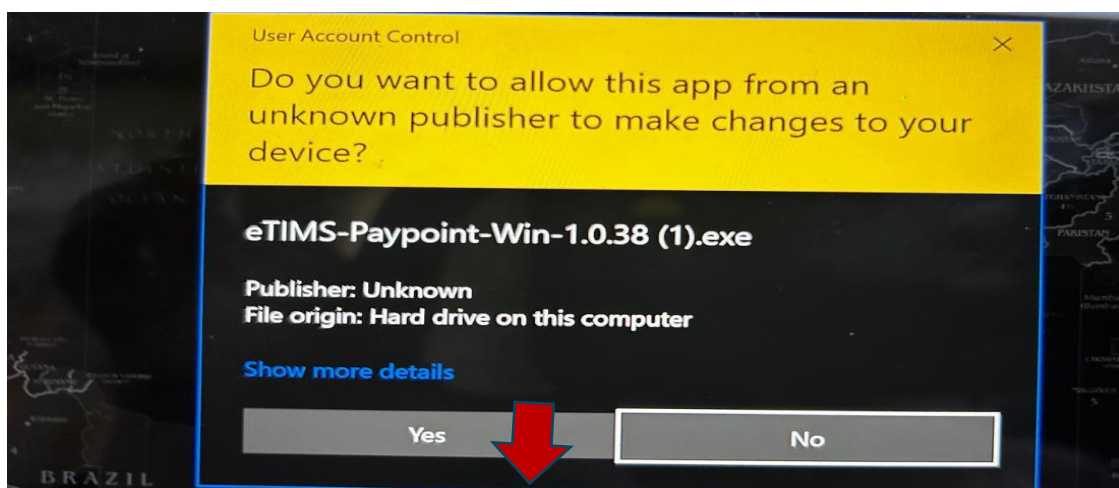 User Account Control
Do you want to allow this app from an
unknown publisher to make changes to your
device?
eTIMS-Paypoint-Win-1.0.38 (1).exe
Publisher: Unknown
File origin: Hard drive on this computer
Show more details
Yes
No
BRAZIL
PAKISTAN